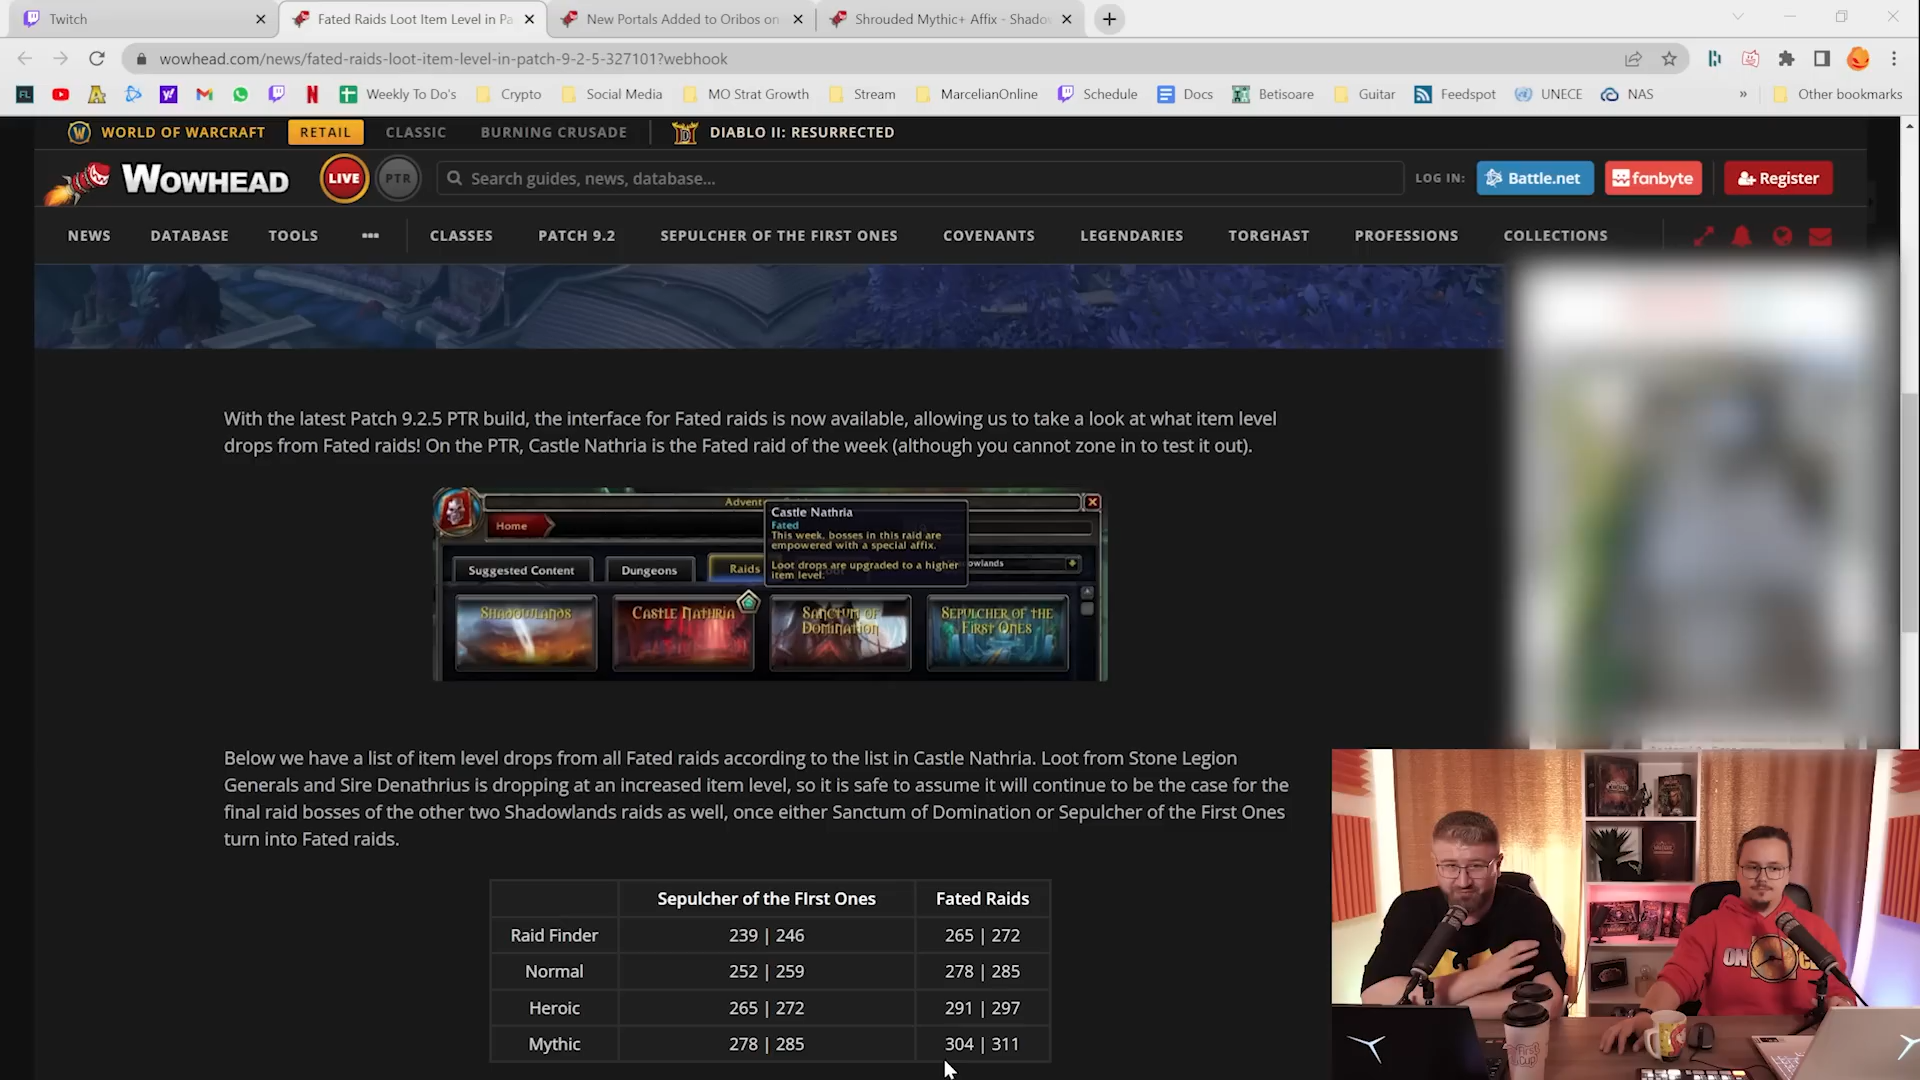 Twitch
Fated Raids Loot Item Level in Pa
New Portals Added to Oribos on
Shrouded Mythic+ Affix - Shado
wowhead.com/news/fated-raids-loot-item-level-in-patch-9-2-5-327101?webhook
FL
Weekly To Do's
Crypto
Social Media
MO Strat Growth
Stream
MarcelianOnline
Schedule
Docs
Betisoare
Guitar
Feedspot
UNECE
NAS
»
Other bookmarks
WORLD OF WARCRAFT
RETAIL
CLASSIC
BURNING CRUSADE
DIABLO II: RESURRECTED
WOWHEAD
LIVE
PTR
Search guides, news, database...
LOG IN:
Battle.net
fanbyte
Register
NEWS
DATABASE
TOOLS
CLASSES
PATCH 9.2
SEPULCHER OF THE FIRST ONES
COVENANTS
LEGENDARIES
TORGHAST
PROFESSIONS
COLLECTIONS
With the latest Patch 9.2.5 PTR build, the interface for Fated raids is now available, allowing us to take a look at what item level
drops from Fated raids! On the PTR, Castle Nathria is the Fated raid of the week (although you cannot zone in to test it out).
Advent
Home
Castle Nathria
Fated
This week, bosses in this raid are
empowered with a special affix.
Loot drops are upgraded to a higher
item level.
Suggested Content
Dungeons
Raids
owlands
SHADOWLANDS
CASTLE NATHRIA
SANCTUM OF
DOMINATION
SEPULCHER OF THE
FIRST ONES
Below we have a list of item level drops from all Fated raids according to the list in Castle Nathria. Loot from Stone Legion
Generals and Sire Denathrius is dropping at an increased item level, so it is safe to assume it will continue to be the case for the
final raid bosses of the other two Shadowlands raids as well, once either Sanctum of Domination or Sepulcher of the First Ones
turn into Fated raids.
Sepulcher of the FIrst Ones
Fated Raids
Raid Finder
239 | 246
265 | 272
Normal
252 | 259
278 | 285
Heroic
265 | 272
291 | 297
Mythic
278 | 285
304 | 311